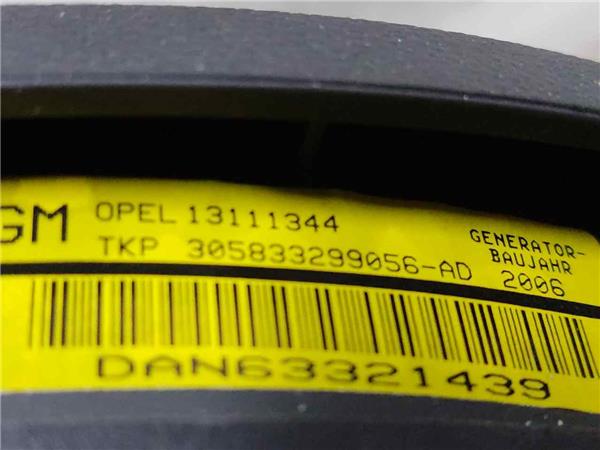 GM OPEL 13111344
TKP 305833299056-AD
GENERATOR-
BAUJAHR
2006
DAN63321439